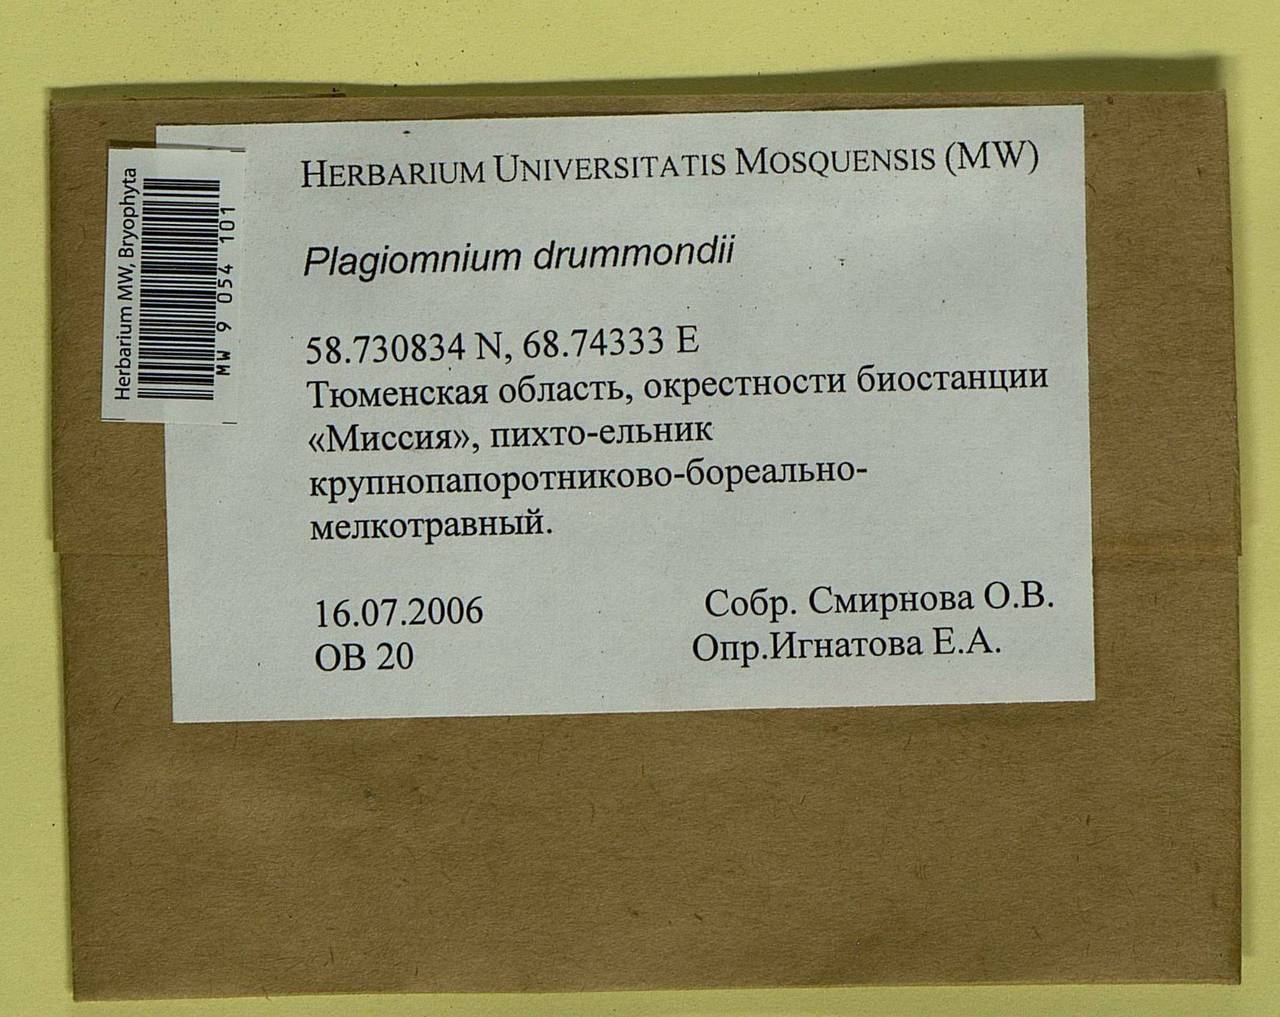 Herbarium MW, Bryophyta
MW 9 054 101
HERBARIUM UNIVERSITATIS MOSQUENSIS (MW)
Plagiomnium drummondii
58.730834 N, 68.74333 E
Тюменская область, окрестности биостанции
«Миссия», пихто-ельник
крупнопапоротниково-бореально-
мелкотравный.
16.07.2006 Собр. Смирнова О.В.
ОВ 20 Опр.Игнатова Е.А.